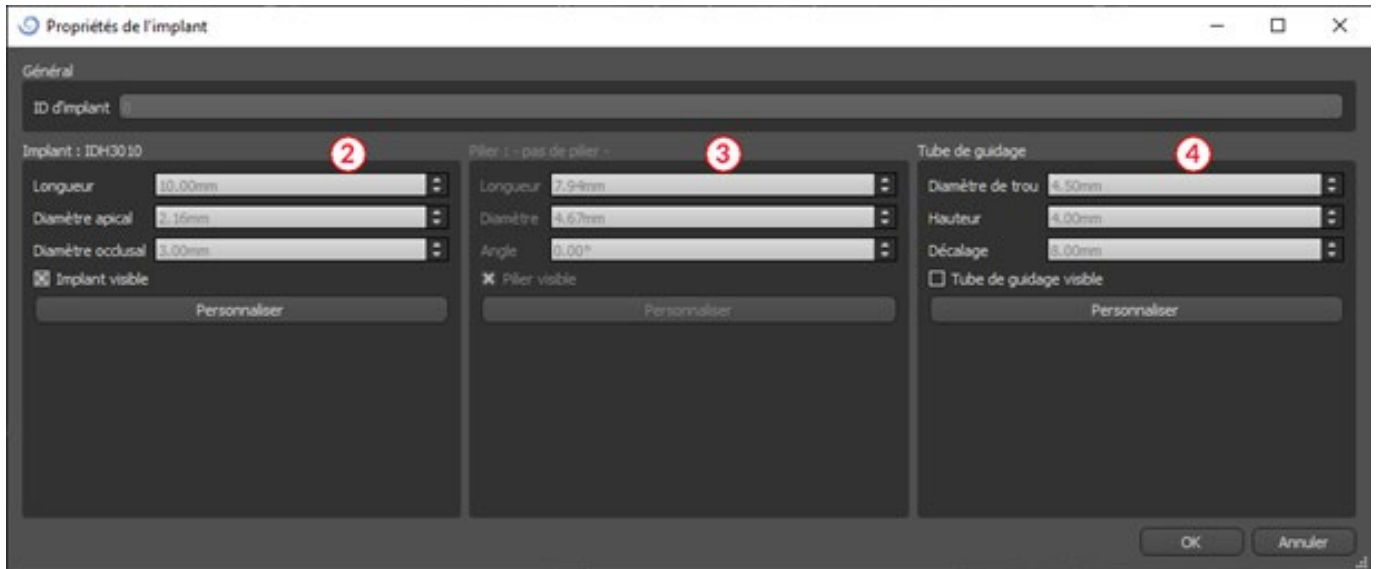 Propriétés de l'implant
Général
ID d'implant
Implant : IDH3010
2
Longueur 10.00mm
Diamètre apical 2.16mm
Diamètre occlusal 3.00mm
Implant visible
Personnaliser
Pilier : - pas de pilier -
3
Longueur 7.94mm
Diamètre 4.67mm
Angle 0.00°
Pilier visible
Personnaliser
Tube de guidage
4
Diamètre de trou 4.50mm
Hauteur 4.00mm
Décalage 8.00mm
Tube de guidage visible
Personnaliser
OK Annuler